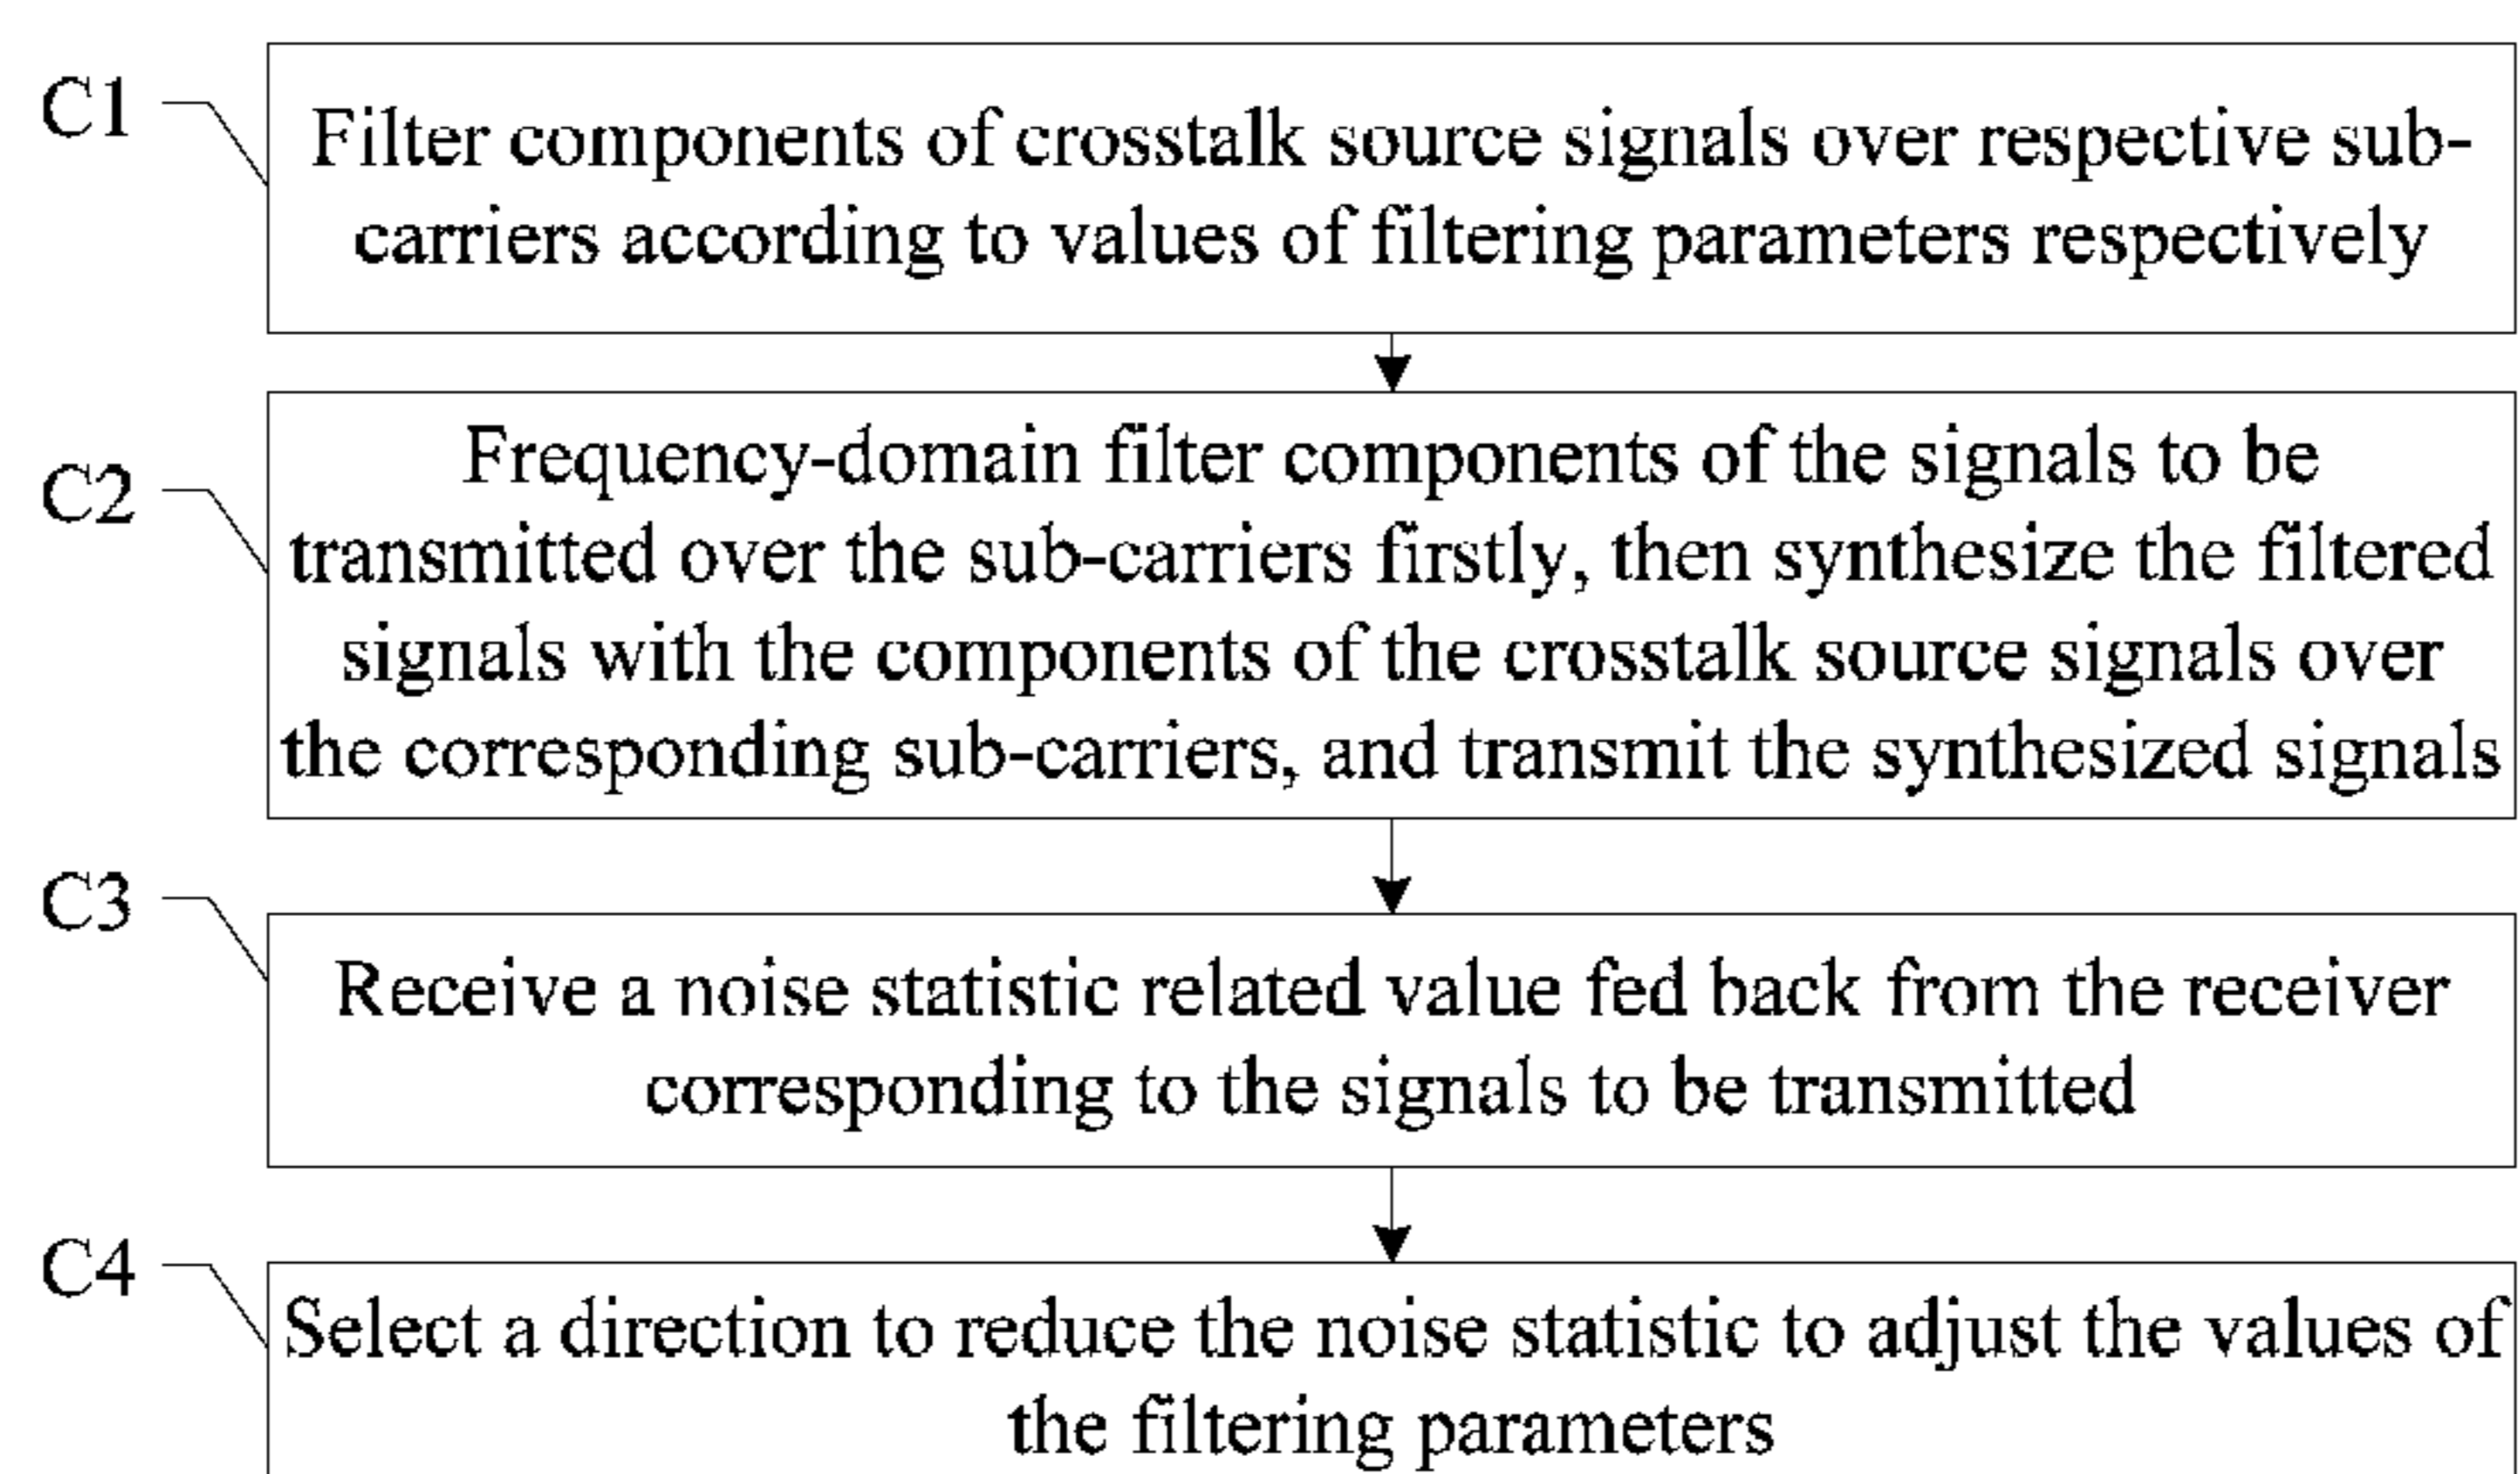 C1
Filter components of crosstalk source signals over respective sub-
carriers according to values of filtering parameters respectively
C2
Frequency-domain filter components of the signals to be
transmitted over the sub-carriers firstly, then synthesize the filtered
signals with the components of the crosstalk source signals over
the corresponding sub-carriers, and transmit the synthesized signals
C3
Receive a noise statistic related value fed back from the receiver
corresponding to the signals to be transmitted
C4
Select a direction to reduce the noise statistic to adjust the values of
the filtering parameters